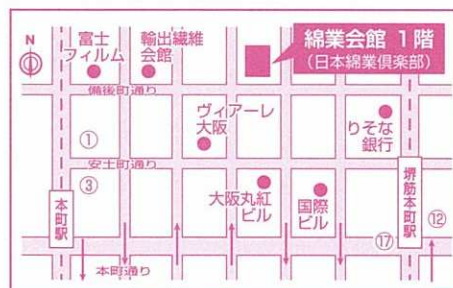 N
富士
フィルム
輸出繊維
会館
綿業会館 1階
(日本綿業倶楽部)
備後町通り
ヴィアーレ
大阪
りそな
銀行
①
安土町通り
③
大阪丸紅
ビル
国際
ビル
本町駅
堺筋本町駅
⑫
⑰
本町通り